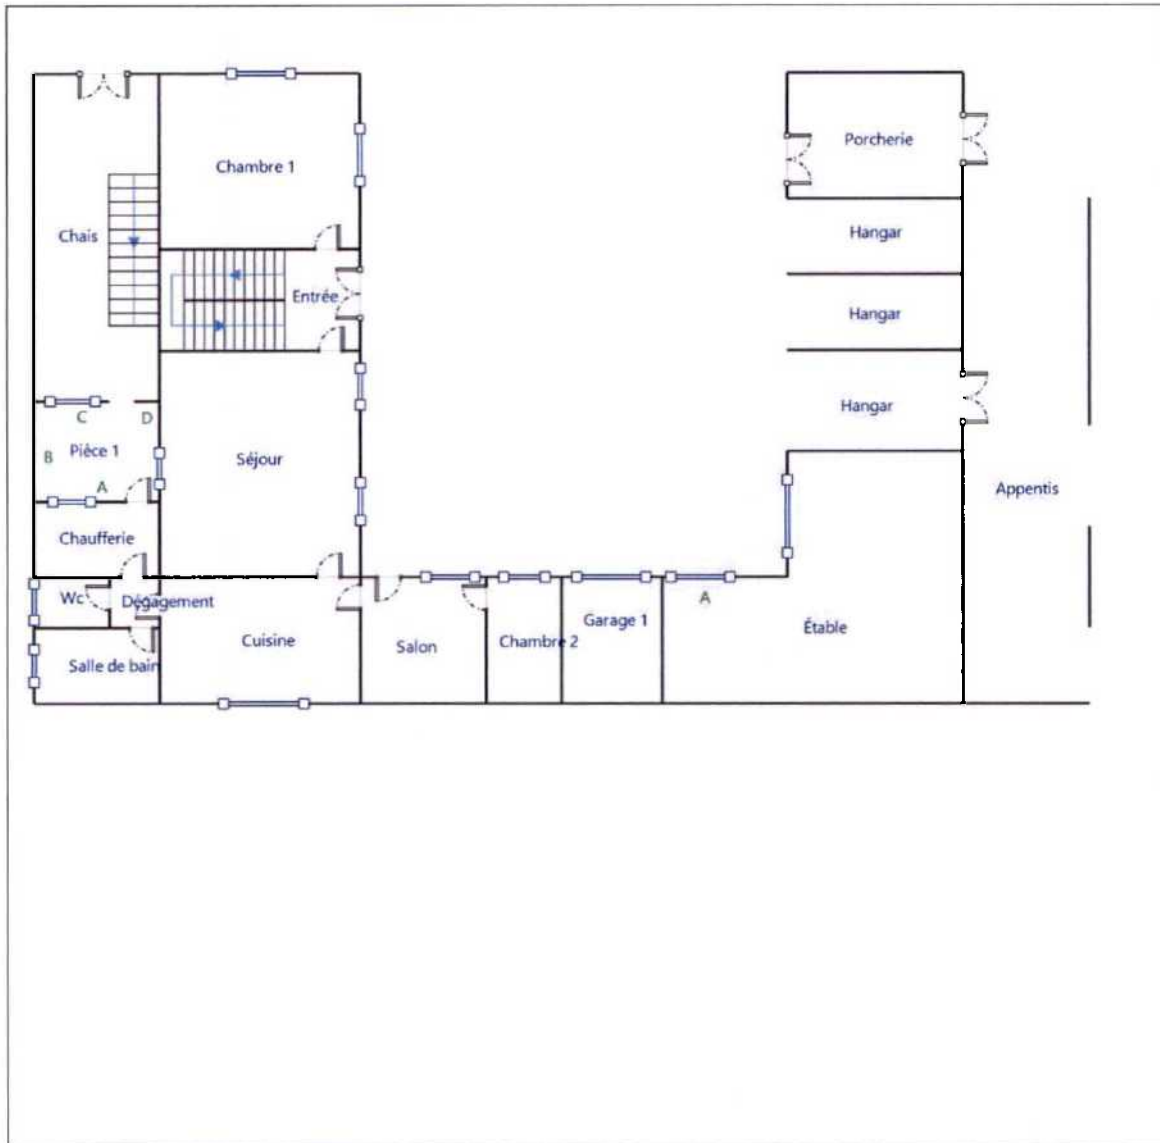 Porcherie
Chambre 1
Chais
Hangar
Entrée
Hangar
Hangar
C
D
B
Pièce 1
Séjour
A
Appentis
Chaufferie
Wc
Dégagement
A
Garage 1
Étable
Cuisine
Salon
Chambre 2
Salle de bain